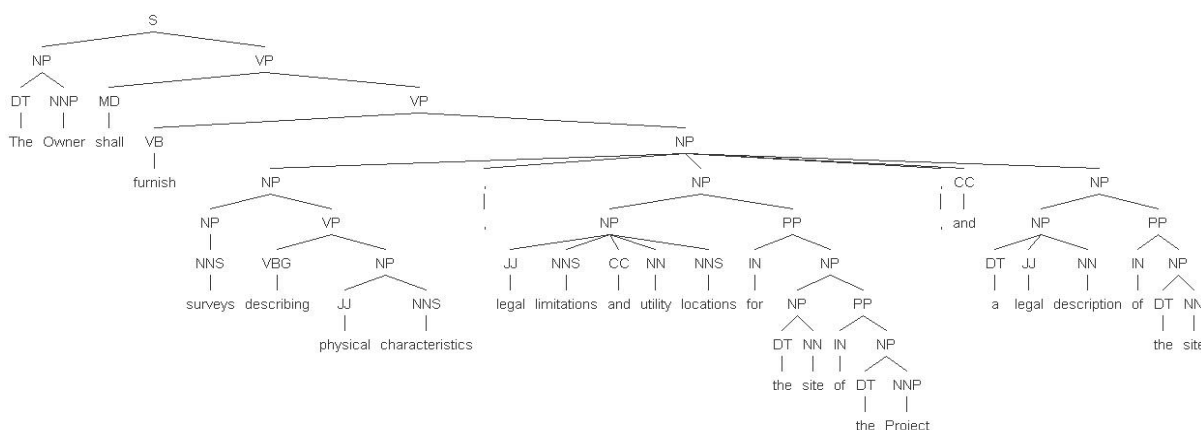 S
NP VP
DT NNP MD VP
The Owner shall VB NP
furnish NP , NP , CC NP
NP VP , NP PP , and NP PP
NNS VBG NP JJ NNS CC NN NNS IN NP DT JJ NN IN NP
surveys describing JJ NNS legal limitations and utility locations for NP PP a legal description of DT NN
physical characteristics DT NN IN NP the site
the site of DT NNP
the Project